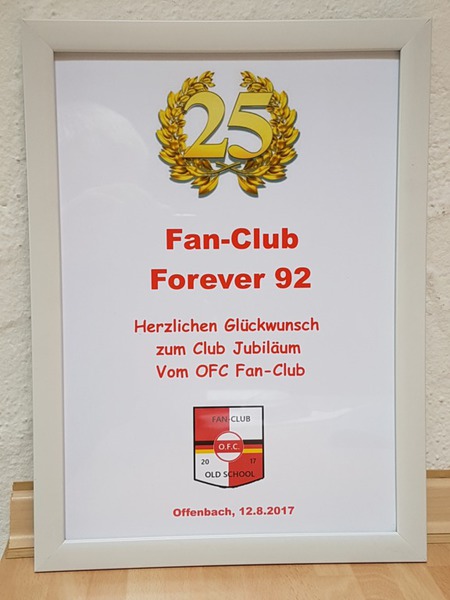 25
Fan-Club
Forever 92
Herzlichen Glückwunsch
zum Club Jubiläum
Vom OFC Fan-Club
FAN-CLUB
O.F.C.
20 17
OLD SCHOOL
Offenbach, 12.8.2017